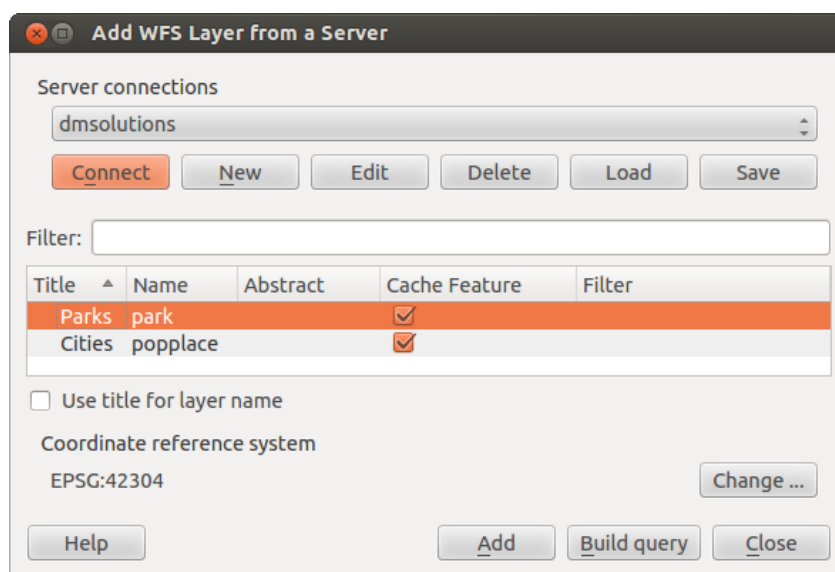 Add WFS Layer from a Server
Server connections
dmsolutions
Connect New Edit Delete Load Save
Filter:
Title Name Abstract Cache Feature Filter
Parks park
Cities popplace
Use title for layer name
Coordinate reference system
EPSG:42304
Change ...
Help Add Build query Close